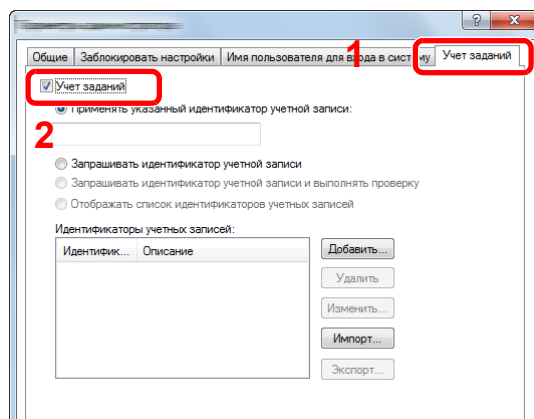 Общие Заблокировать настройки Имя пользователя для входа в систему Учет заданий
1
Учет заданий
Применять указанный идентификатор учетной записи:
2
Запрашивать идентификатор учетной записи
Запрашивать идентификатор учетной записи и выполнять проверку
Отображать список идентификаторов учетных записей
Идентификаторы учетных записей:
Идентифик... Описание
Добавить...
Удалить
Изменить...
Импорт...
Экспорт...